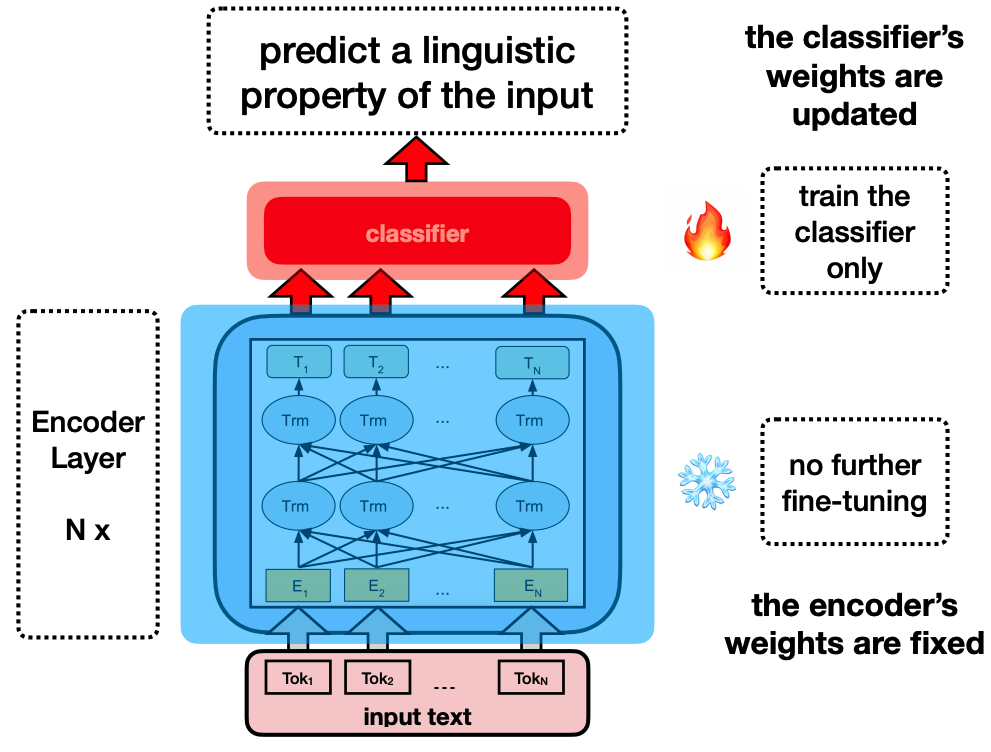 predict a linguistic
property of the input
the classifier's
weights are
updated
classifier
train the
classifier
only
Encoder
Layer
N x
T1 T2 ... TN
Trm Trm ... Trm
Trm Trm ... Trm
E1 E2 ... EN
no further
fine-tuning
the encoder's
weights are fixed
Tok1 Tok2 --- TokN
input text